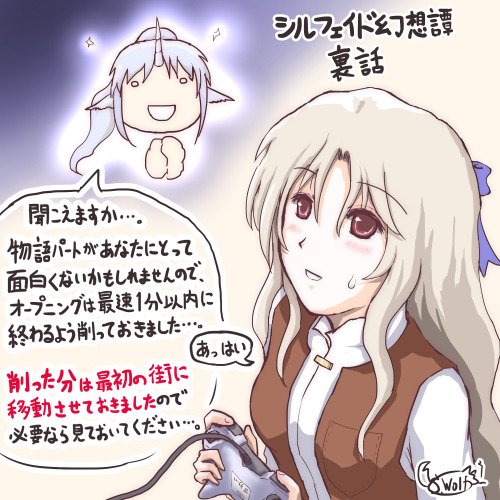 シルフェイド幻想譚
裏話
聞こえますか…。
物語パートがあなたにとって
面白くないかもしれませんので、
オープニングは最速1分以内に
終わるよう削っておきました…。
あっはい
削った分は最初の街に
移動させておきましたので
必要なら見ておいてください…。
Wolf